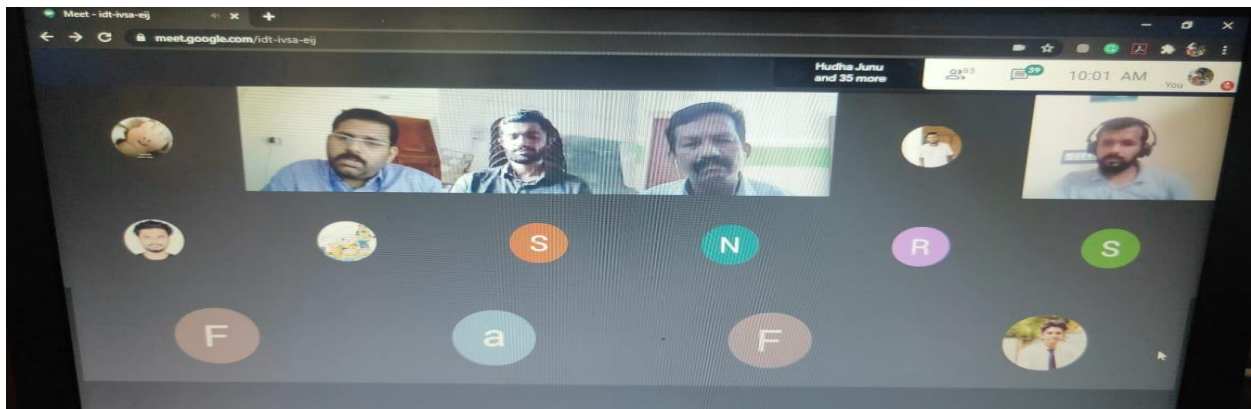 Meet - idt-ivsa-eij
meet.google.com/idt-ivsa-eij
Hudha Junu
and 35 more
53
39
10:01 AM
You
S
N
R
S
F
a
F